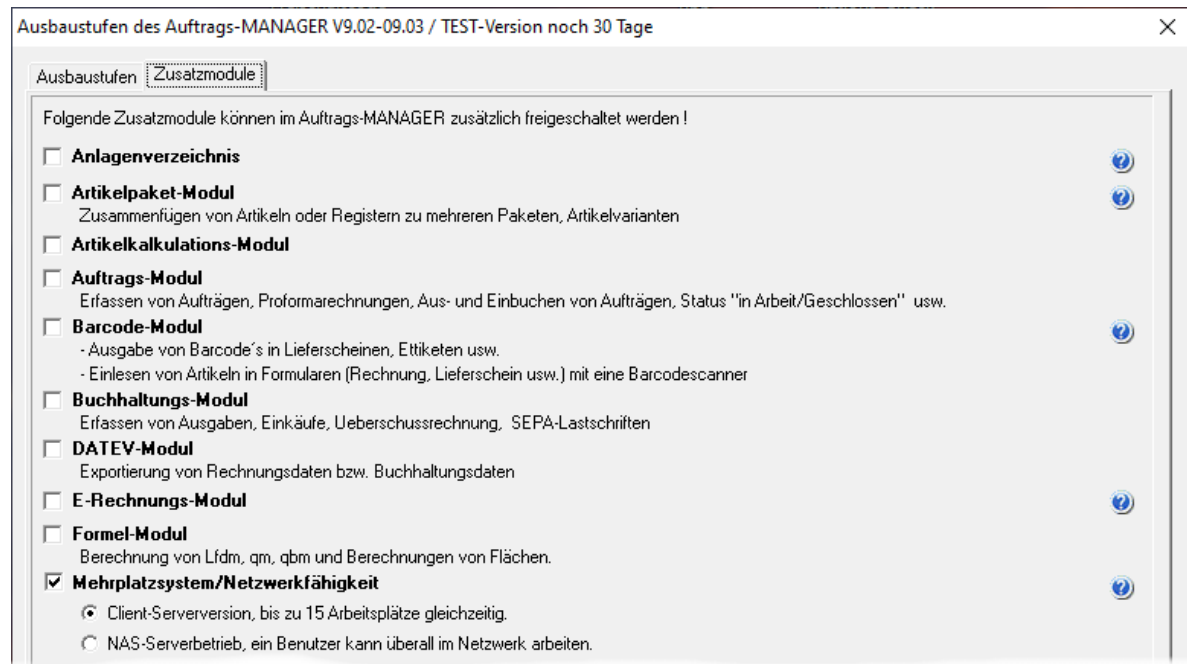 Ausbaustufen des Auftrags-MANAGER V9.02-09.03 / TEST-Version noch 30 Tage
Ausbaustufen Zusatzmodule
Folgende Zusatzmodule können im Auftrags-MANAGER zusätzlich freigeschaltet werden !
Anlagenverzeichnis
Artikelpaket-Modul
Zusammenfügen von Artikeln oder Registern zu mehreren Paketen, Artikelvarianten
Artikelkalkulations-Modul
Auftrags-Modul
Erfassen von Aufträgen, Proformarechnungen, Aus- und Einbuchen von Aufträgen, Status "in Arbeit/Geschlossen" usw.
Barcode-Modul
- Ausgabe von Barcode´s in Lieferscheinen, Ettiketen usw.
- Einlesen von Artikeln in Formularen (Rechnung, Lieferschein usw.) mit eine Barcodescanner
Buchhaltungs-Modul
Erfassen von Ausgaben, Einkäufe, Ueberschussrechnung, SEPA-Lastschriften
DATEV-Modul
Exportierung von Rechnungsdaten bzw. Buchhaltungsdaten
E-Rechnungs-Modul
Formel-Modul
Berechnung von Lfdm, qm, qbm und Berechnungen von Flächen.
Mehrplatzsystem/Netzwerkfähigkeit
Client-Serverversion, bis zu 15 Arbeitsplätze gleichzeitig.
NAS-Serverbetrieb, ein Benutzer kann überall im Netzwerk arbeiten.